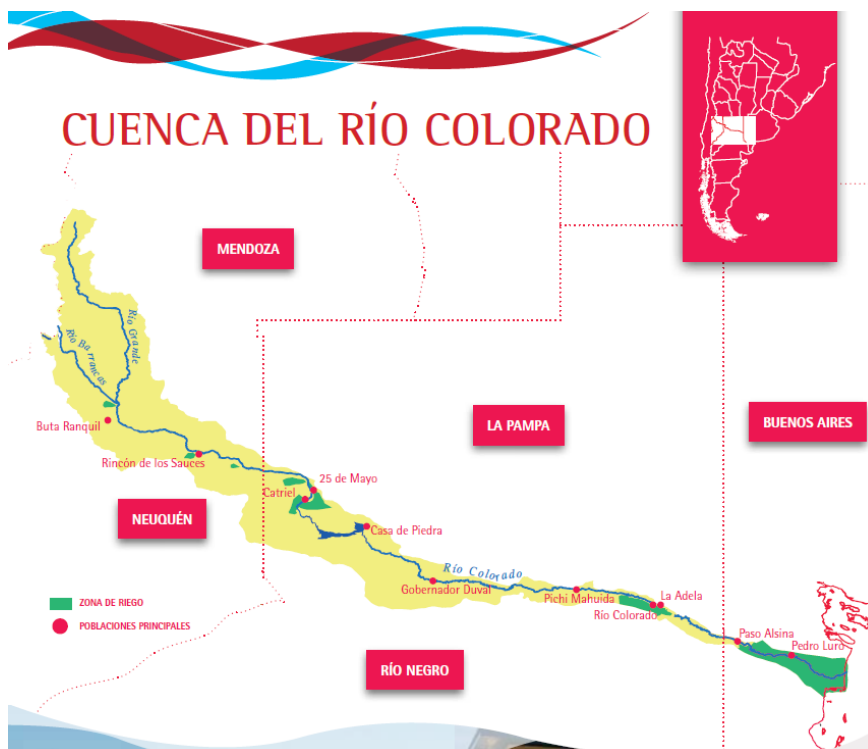 CUENCA DEL RÍO COLORADO
MENDOZA
Río Grande
Río Barrancas
Buta Ranquil
Rincón de los Sauces
LA PAMPA
BUENOS AIRES
25 de Mayo
Catriel
NEUQUÉN
Casa de Piedra
Río Colorado
Gobernador Duval
Pichi Mahuida
La Adela
Río Colorado
ZONA DE RIEGO
POBLACIONES PRINCIPALES
Paso Alsina
Pedro Luro
RÍO NEGRO